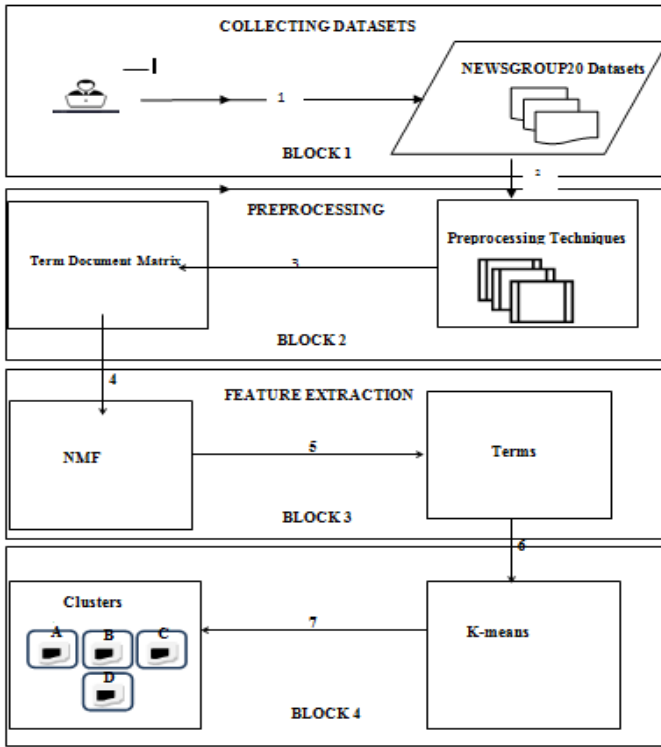 COLLECTING DATASETS
NEWSGROUP20 Datasets
1
BLOCK 1
2
PREPROCESSING
Preprocessing Techniques
Term Document Matrix
3
BLOCK 2
4
FEATURE EXTRACTION
NMF
5
Terms
BLOCK 3
6
Clusters
A B C
D
7
K-means
BLOCK 4